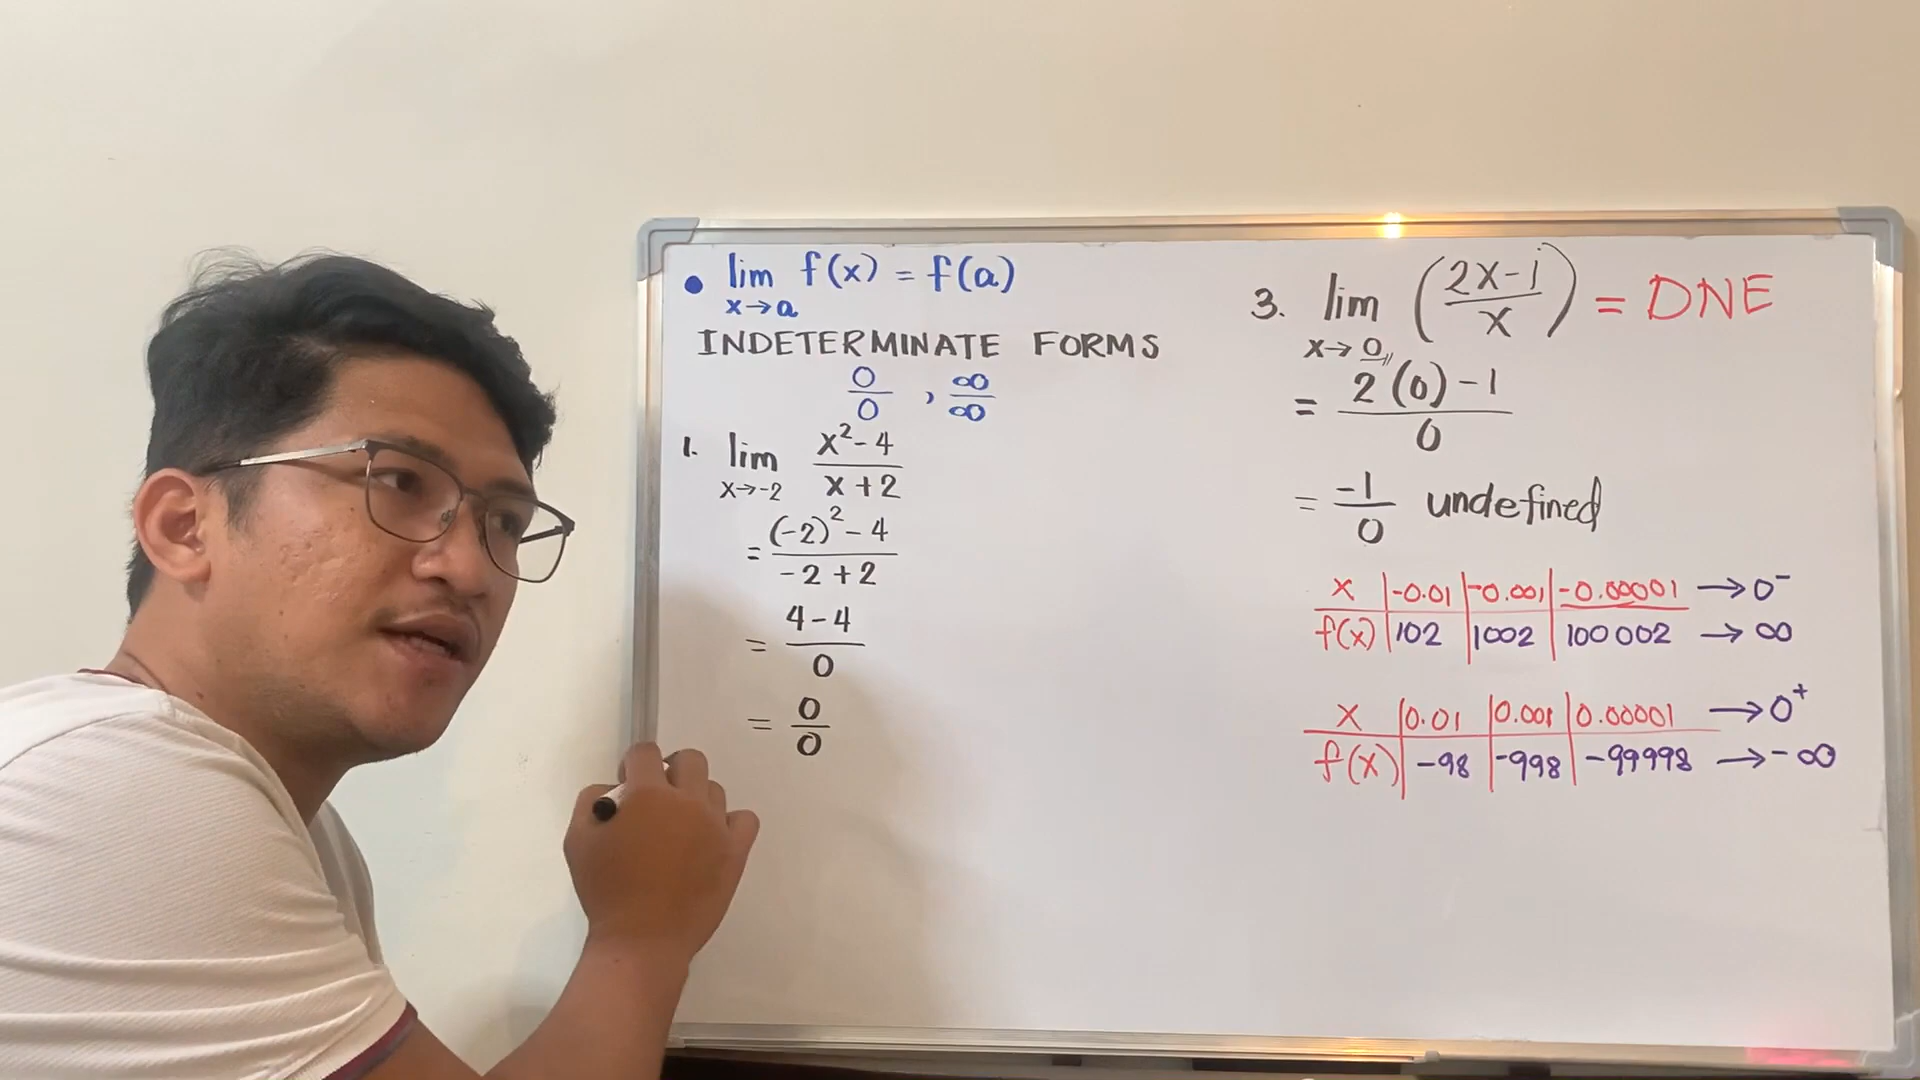 • lim f(x) = f(a)
x→a
INDETERMINATE FORMS
0/0 , ∞/∞
1. lim (x²-4)/(x+2)
x→-2
= ((-2)²-4)/(-2+2)
= (4-4)/0
= 0/0
3. lim ((2x-1)/x) = DNE
x→0
= (2(0)-1)/0
= -1/0 undefined
x | -0.01 | -0.001 | -0.00001 → 0⁻
f(x) | 102 | 1002 | 100002 → ∞
x | 0.01 | 0.001 | 0.00001 → 0⁺
f(x) | -98 | -998 | -99998 → -∞